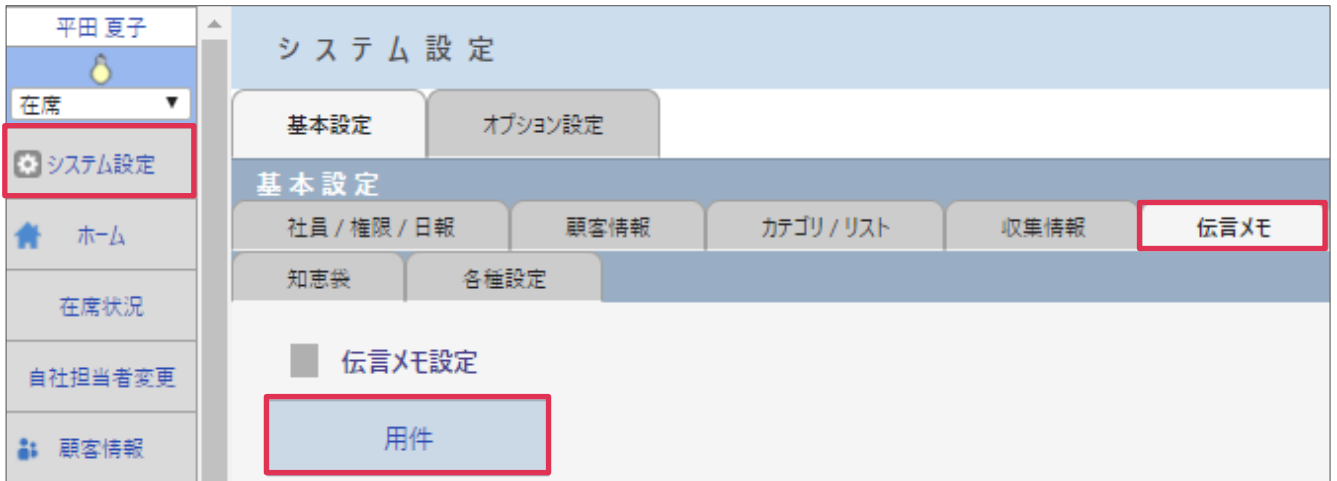 平田 夏子
在席
システム設定
ホーム
在席状況
自社担当者変更
顧客情報
システム設定
基本設定
オプション設定
基本設定
社員 / 権限 / 日報
顧客情報
カテゴリ / リスト
収集情報
伝言メモ
知恵袋
各種設定
伝言メモ設定
用件